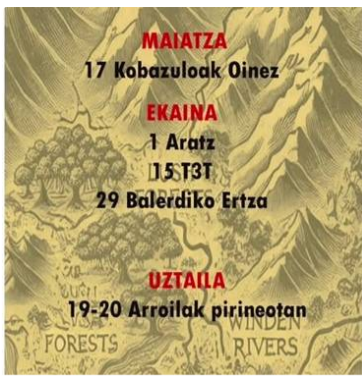 MAIATZA
17 Kobazuloak Oinez
EKAINA
1 Aratz
15 T3T
FORESTS
29 Balerdiko Ertza
UZTAILA
19-20 Arroilak pirineotan
FORESTS
WINDEN
RIVERS